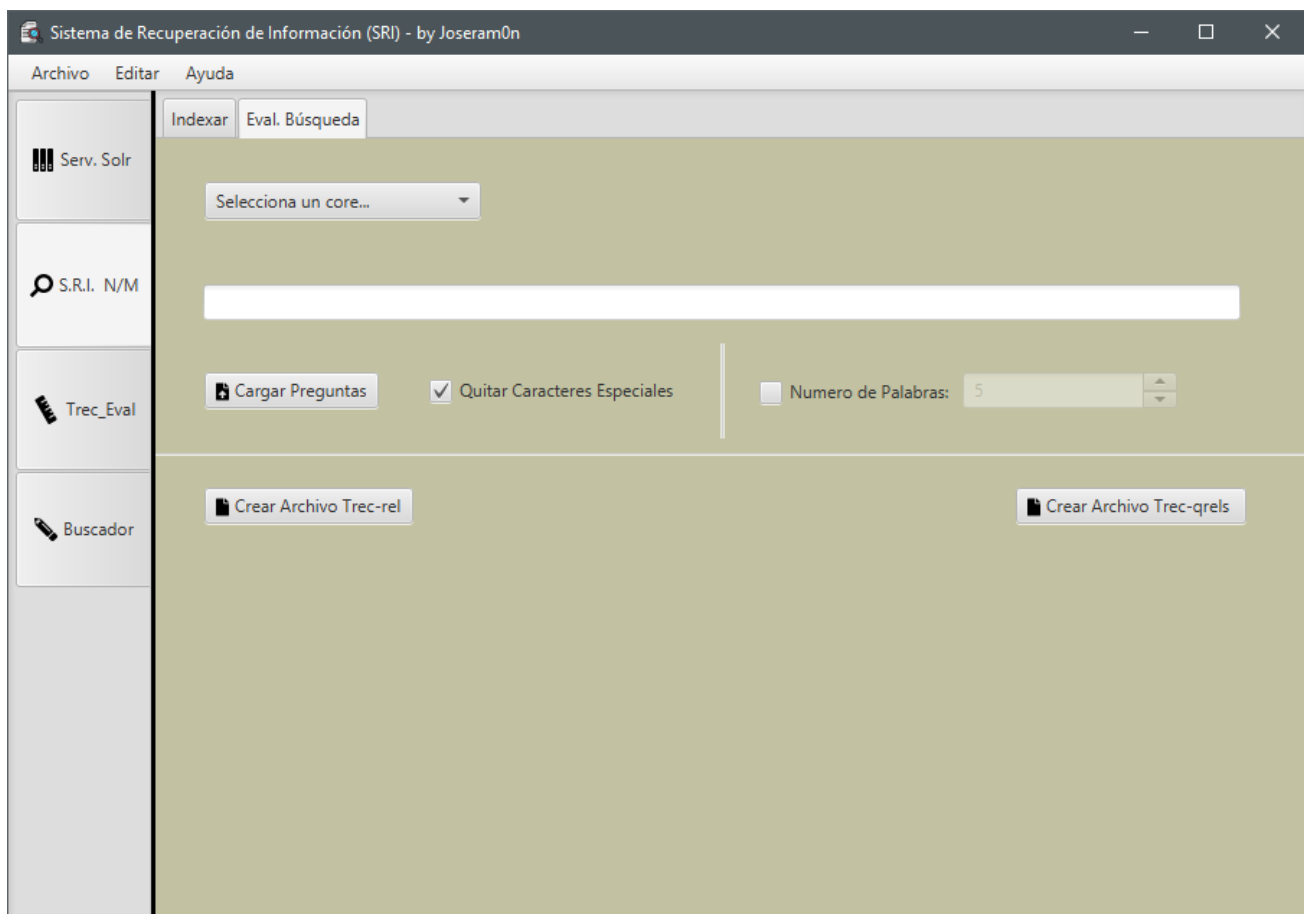 Sistema de Recuperación de Información (SRI) - by Joseram0n
Archivo Editar Ayuda
Indexar Eval. Búsqueda
Serv. Solr
Selecciona un core...
S.R.I. N/M
Cargar Preguntas Quitar Caracteres Especiales Numero de Palabras: 5
Trec_Eval
Crear Archivo Trec-rel Crear Archivo Trec-qrels
Buscador